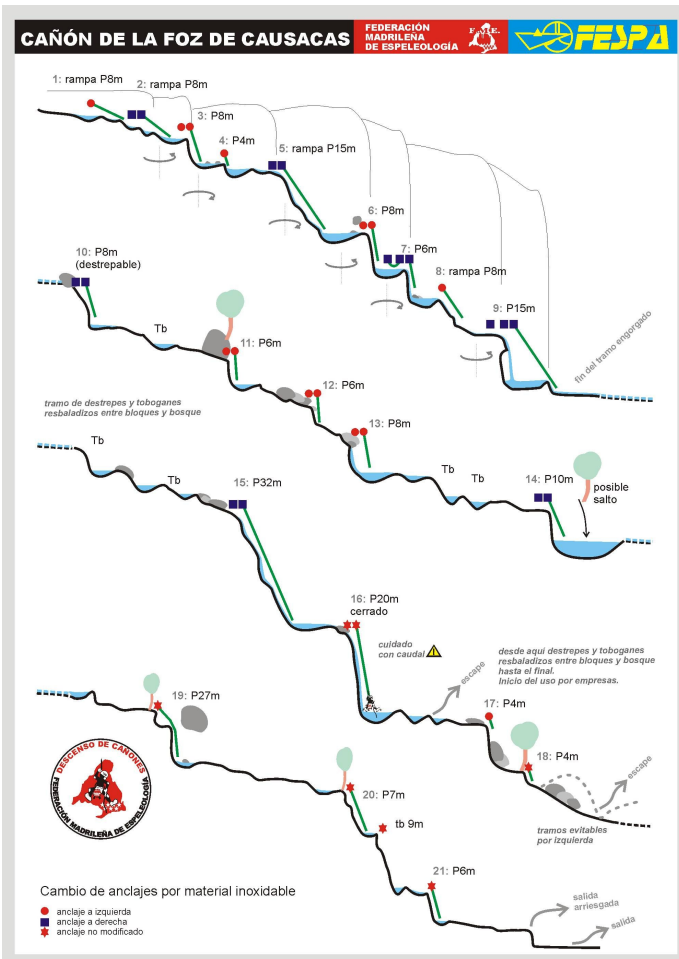 CAÑÓN DE LA FOZ DE CAUSACAS
FEDERACIÓN
MADRILEÑA
DE ESPELEOLOGÍA
F.M.E.
FESPA
1: rampa P8m
2: rampa P8m
3: P8m
4: P4m
5: rampa P15m
6: P8m
7: P6m
8: rampa P8m
9: P15m
fin del tramo engorgado
10: P8m
(destrepable)
Tb
11: P6m
12: P6m
tramo de destrepes y toboganes
resbaladizos entre bloques y bosque
13: P8m
Tb
Tb
14: P10m
posible
salto
Tb
Tb
15: P32m
16: P20m
cerrado
cuidado
con caudal
desde aquí destrepes y toboganes
resbaladizos entre bloques y bosque
hasta el final.
Inicio del uso por empresas.
escape
17: P4m
18: P4m
escape
tramos evitables
por izquierda
19: P27m
DESCENSO DE CAÑONES
FEDERACIÓN MADRILEÑA DE ESPELEOLOGÍA
20: P7m
tb 9m
21: P6m
salida
arriesgada
salida
Cambio de anclajes por material inoxidable
anclaje a izquierda
anclaje a derecha
anclaje no modificado